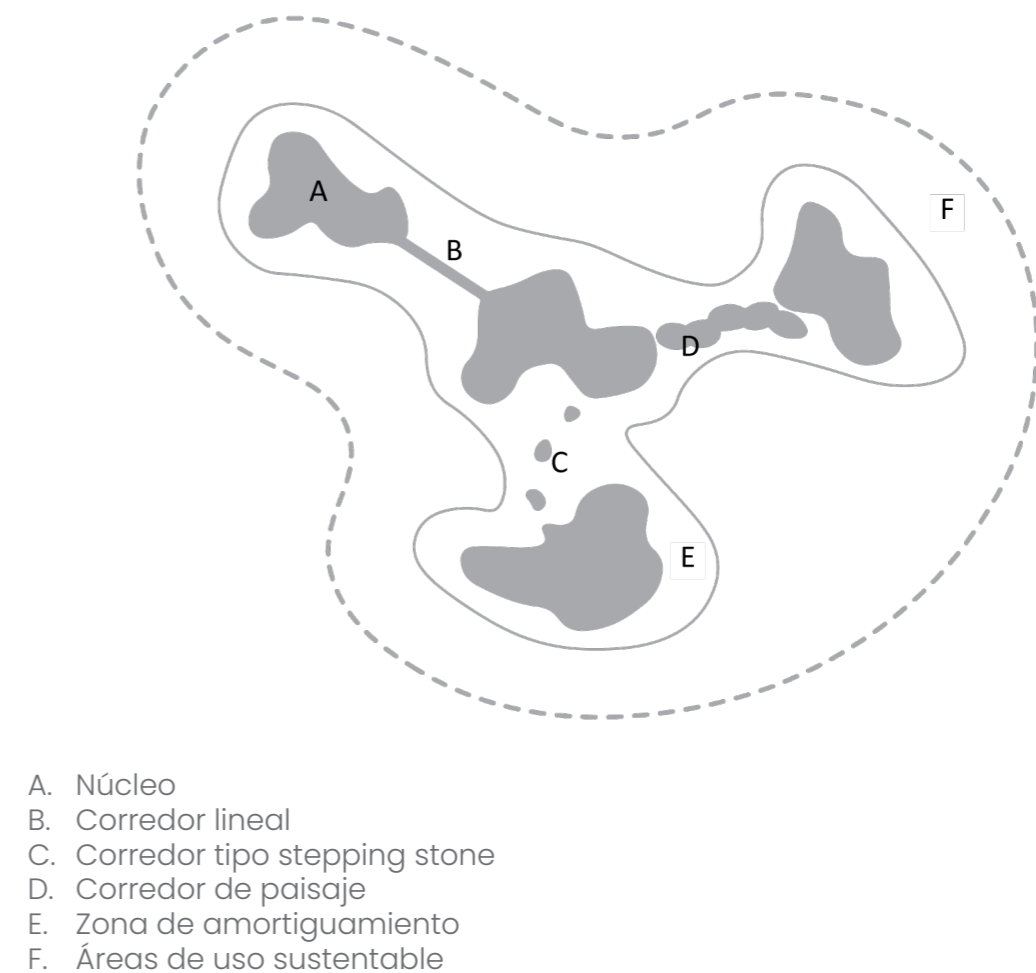 A
F
B
D
C
E
A. Núcleo
B. Corredor lineal
C. Corredor tipo stepping stone
D. Corredor de paisaje
E. Zona de amortiguamiento
F. Áreas de uso sustentable